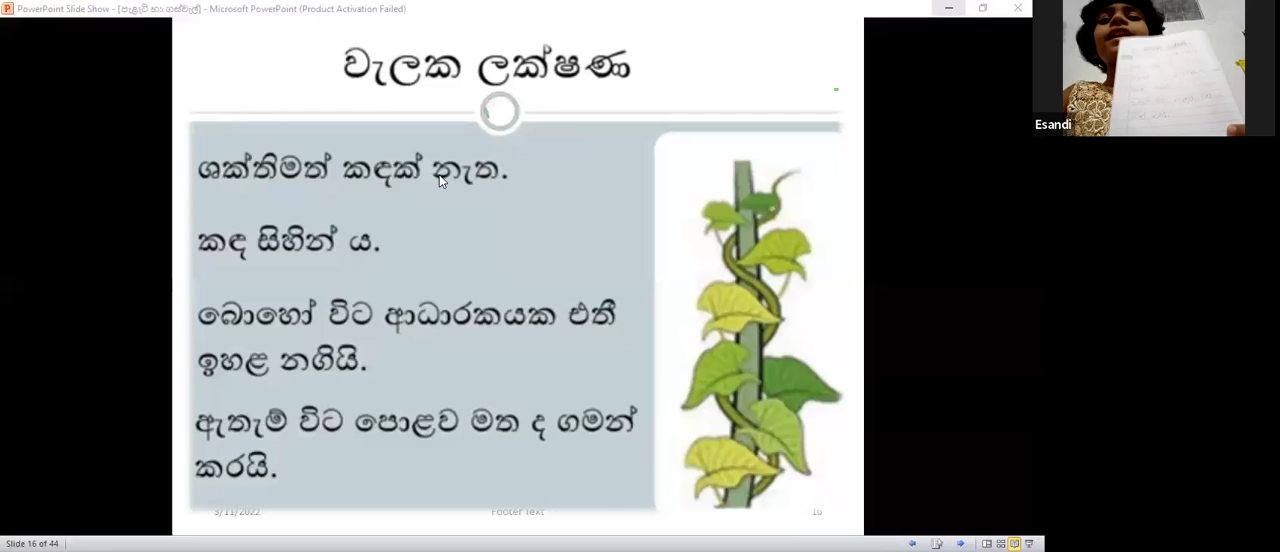 PowerPoint Slide Show - [පැළෑටි හා ගස්වැල්] - Microsoft PowerPoint (Product Activation Failed)
වැලක ලක්ෂණ
ශක්තිමත් කඳක් නැත.
කඳ සිහින් ය.
බොහෝ විට ආධාරකයක එතී
ඉහළ නගියි.
ඇතැම් විට පොළව මත ද ගමන්
කරයි.
3/11/2022
Footer Text
16
Esandi
Slide 16 of 44